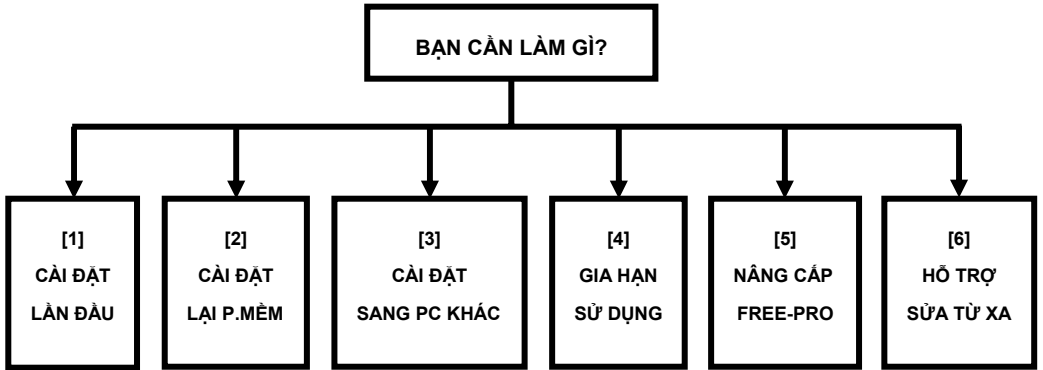 BẠN CẦN LÀM GÌ?
[1]
CÀI ĐẶT
LẦN ĐẦU
[2]
CÀI ĐẶT
LẠI P.MỀM
[3]
CÀI ĐẶT
SANG PC KHÁC
[4]
GIA HẠN
SỬ DỤNG
[5]
NÂNG CẤP
FREE-PRO
[6]
HỖ TRỢ
SỬA TỪ XA